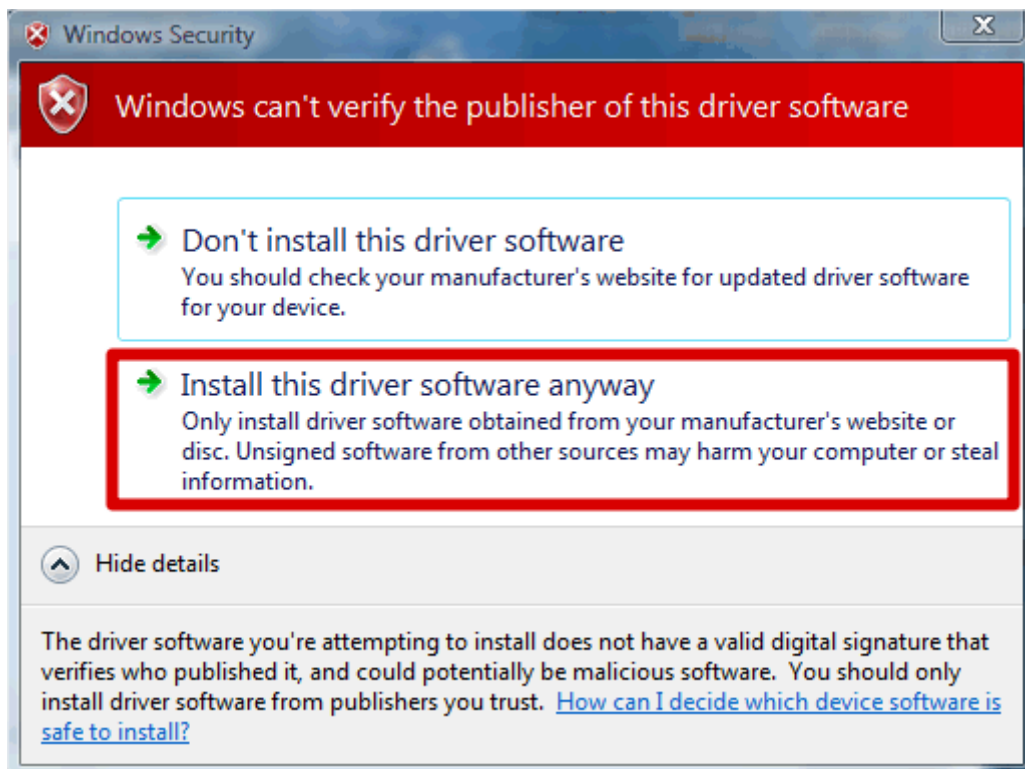 Windows Security
Windows can't verify the publisher of this driver software
Don't install this driver software
You should check your manufacturer's website for updated driver software
for your device.
Install this driver software anyway
Only install driver software obtained from your manufacturer's website or
disc. Unsigned software from other sources may harm your computer or steal
information.
Hide details
The driver software you're attempting to install does not have a valid digital signature that
verifies who published it, and could potentially be malicious software.  You should only
install driver software from publishers you trust.  How can I decide which device software is
safe to install?